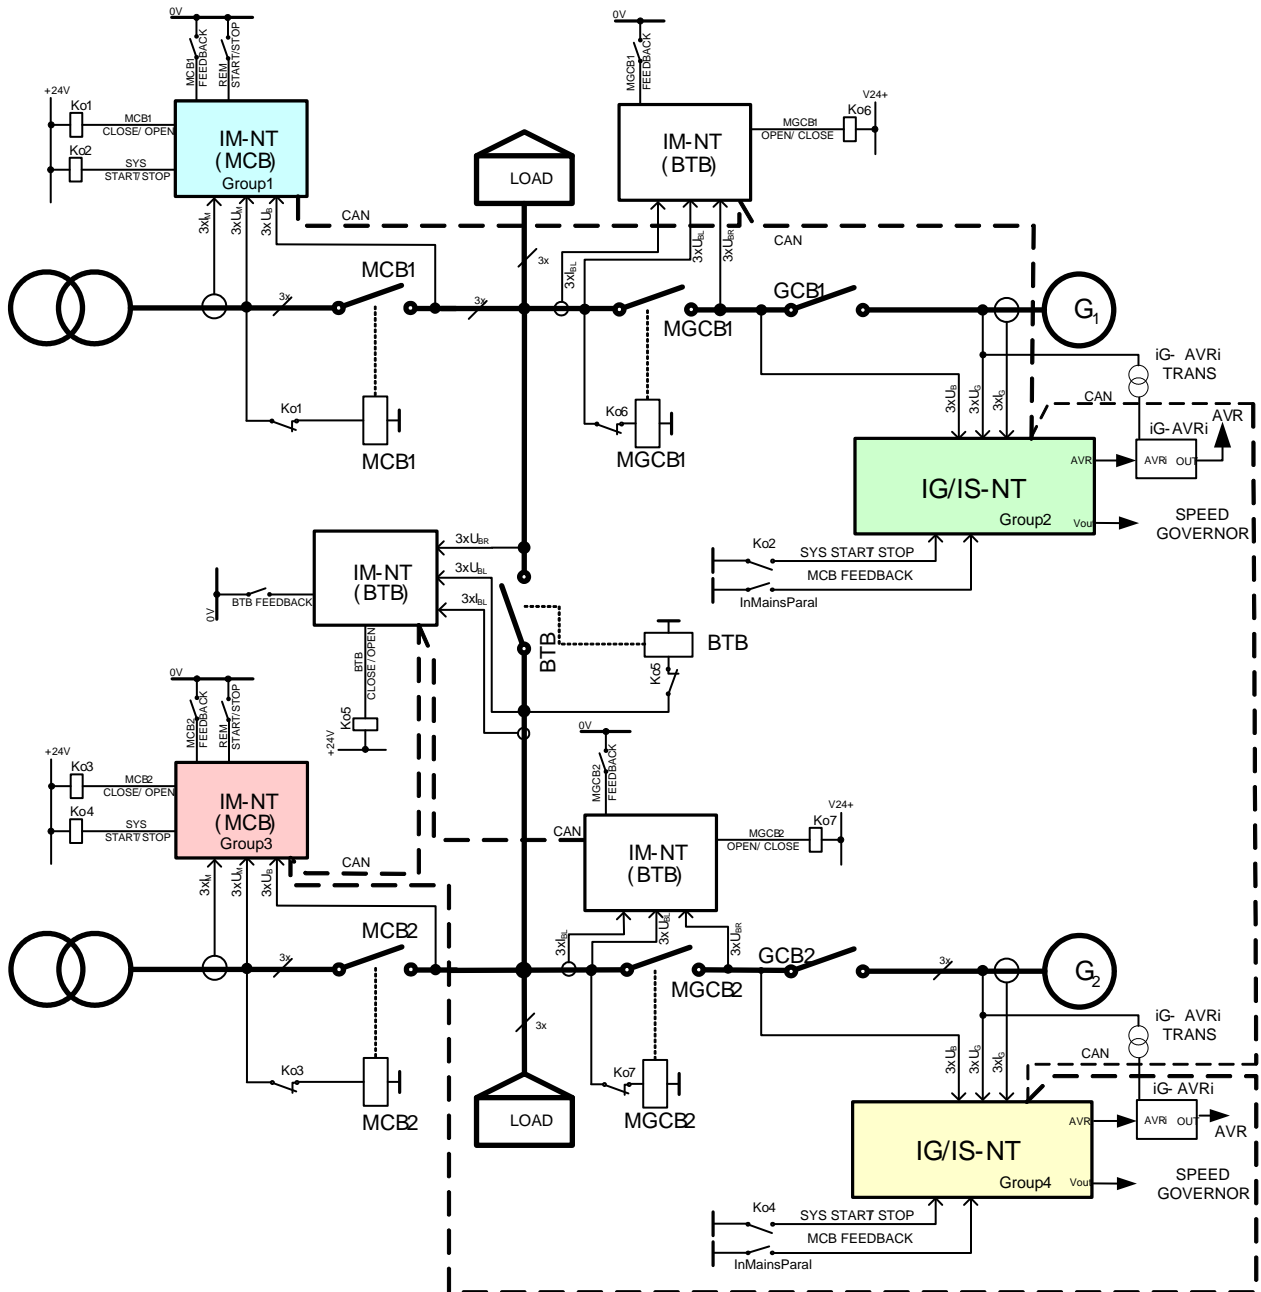 0V
MCB1
FEEDBACK
REM
START/STOP
+24V
Ko1
MCB1
CLOSE/ OPEN
Ko2
SYS
START/STOP
IM-NT
(MCB)
Group1
3xIM
3xUM
3xUB
CAN
0V
MGCB1
FEEDBACK
IM-NT
(BTB)
MGCB1
OPEN/ CLOSE
Ko6
V24+
LOAD
3x
3xIBL
3xUBL
3xUBR
CAN
3x
MCB1
3x
MGCB1
GCB1
G1
Ko1
MCB1
Ko6
MGCB1
3xUB
3xUG
3xIG
iG- AVRi
TRANS
CAN
iG-AVRi
AVR
AVRi
OUT
AVR
IG/IS-NT
Group2
Vout
SPEED
GOVERNOR
Ko2
SYS START STOP
MCB FEEDBACK
InMainsParal
3xUBR
3xUBL
3xIBL
IM-NT
(BTB)
0V
BTB FEEDBACK
BTB
CLOSE/OPEN
Ko5
+24V
BTB
BTB
Ko5
0V
MCB2
FEEDBACK
REM
START/STOP
+24V
Ko3
MCB2
CLOSE/ OPEN
Ko4
SYS
START/STOP
IM-NT
(MCB)
Group3
3xIM
3xUM
3xUB
CAN
0V
MGCB2
FEEDBACK
CAN
IM-NT
(BTB)
MGCB2
OPEN/ CLOSE
Ko7
V24+
3xIBL
3xUBL
3xUBR
3x
MCB2
MGCB2
GCB2
3x
G2
3x
Ko3
MCB2
LOAD
Ko7
MGCB2
3xUB
3xUG
3xIG
iG- AVRi
TRANS
CAN
iG- AVRi
AVR
AVRi
OUT
AVR
IG/IS-NT
Group4
Vout
SPEED
GOVERNOR
Ko4
SYS START STOP
MCB FEEDBACK
InMainsParal